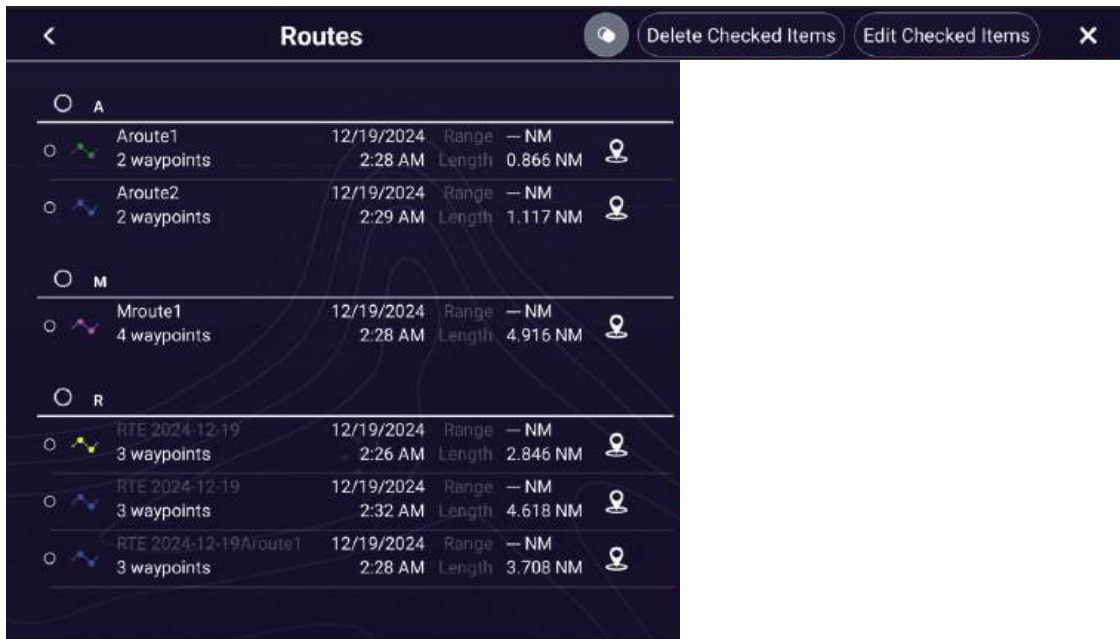 Routes
Delete Checked Items
Edit Checked Items
A
Aroute1 12/19/2024 Range --- NM
2 waypoints 2:28 AM Length 0.866 NM
Aroute2 12/19/2024 Range --- NM
2 waypoints 2:29 AM Length 1.117 NM
M
Mroute1 12/19/2024 Range --- NM
4 waypoints 2:28 AM Length 4.916 NM
R
RTE 2024-12-19 12/19/2024 Range --- NM
3 waypoints 2:26 AM Length 2.846 NM
RTE 2024-12-19 12/19/2024 Range --- NM
3 waypoints 2:32 AM Length 4.618 NM
RTE 2024-12-19Aroute1 12/19/2024 Range --- NM
3 waypoints 2:28 AM Length 3.708 NM